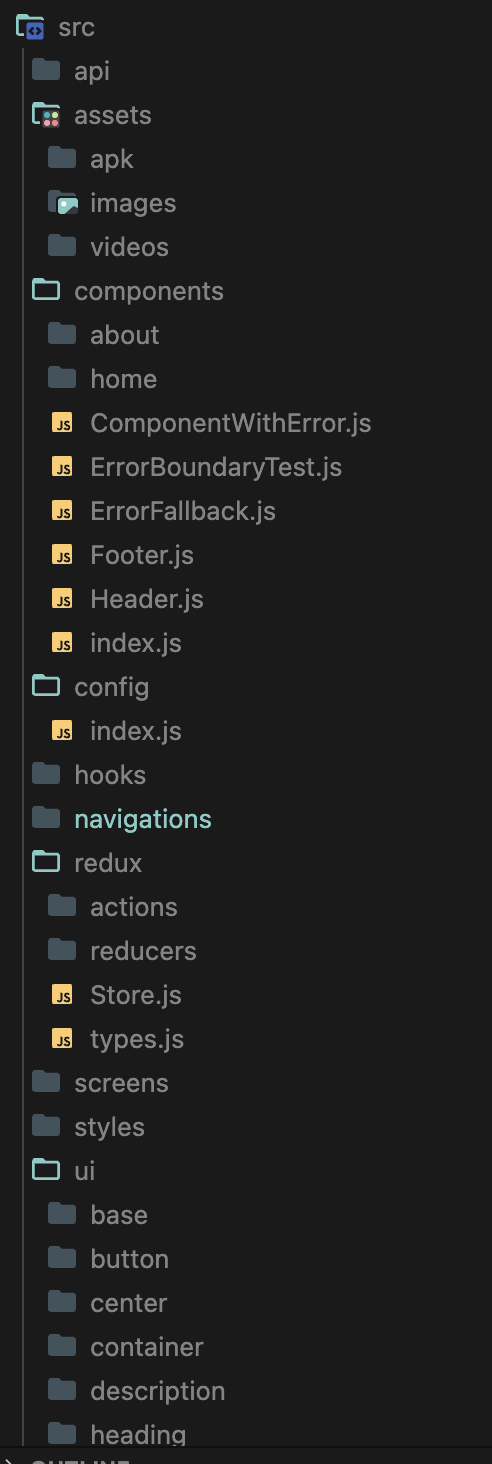 src
api
assets
apk
images
videos
components
about
home
JS ComponentWithError.js
JS ErrorBoundaryTest.js
JS ErrorFallback.js
JS Footer.js
JS Header.js
JS index.js
config
JS index.js
hooks
navigations
redux
actions
reducers
JS Store.js
JS types.js
screens
styles
ui
base
button
center
container
description
heading
OUTLINE